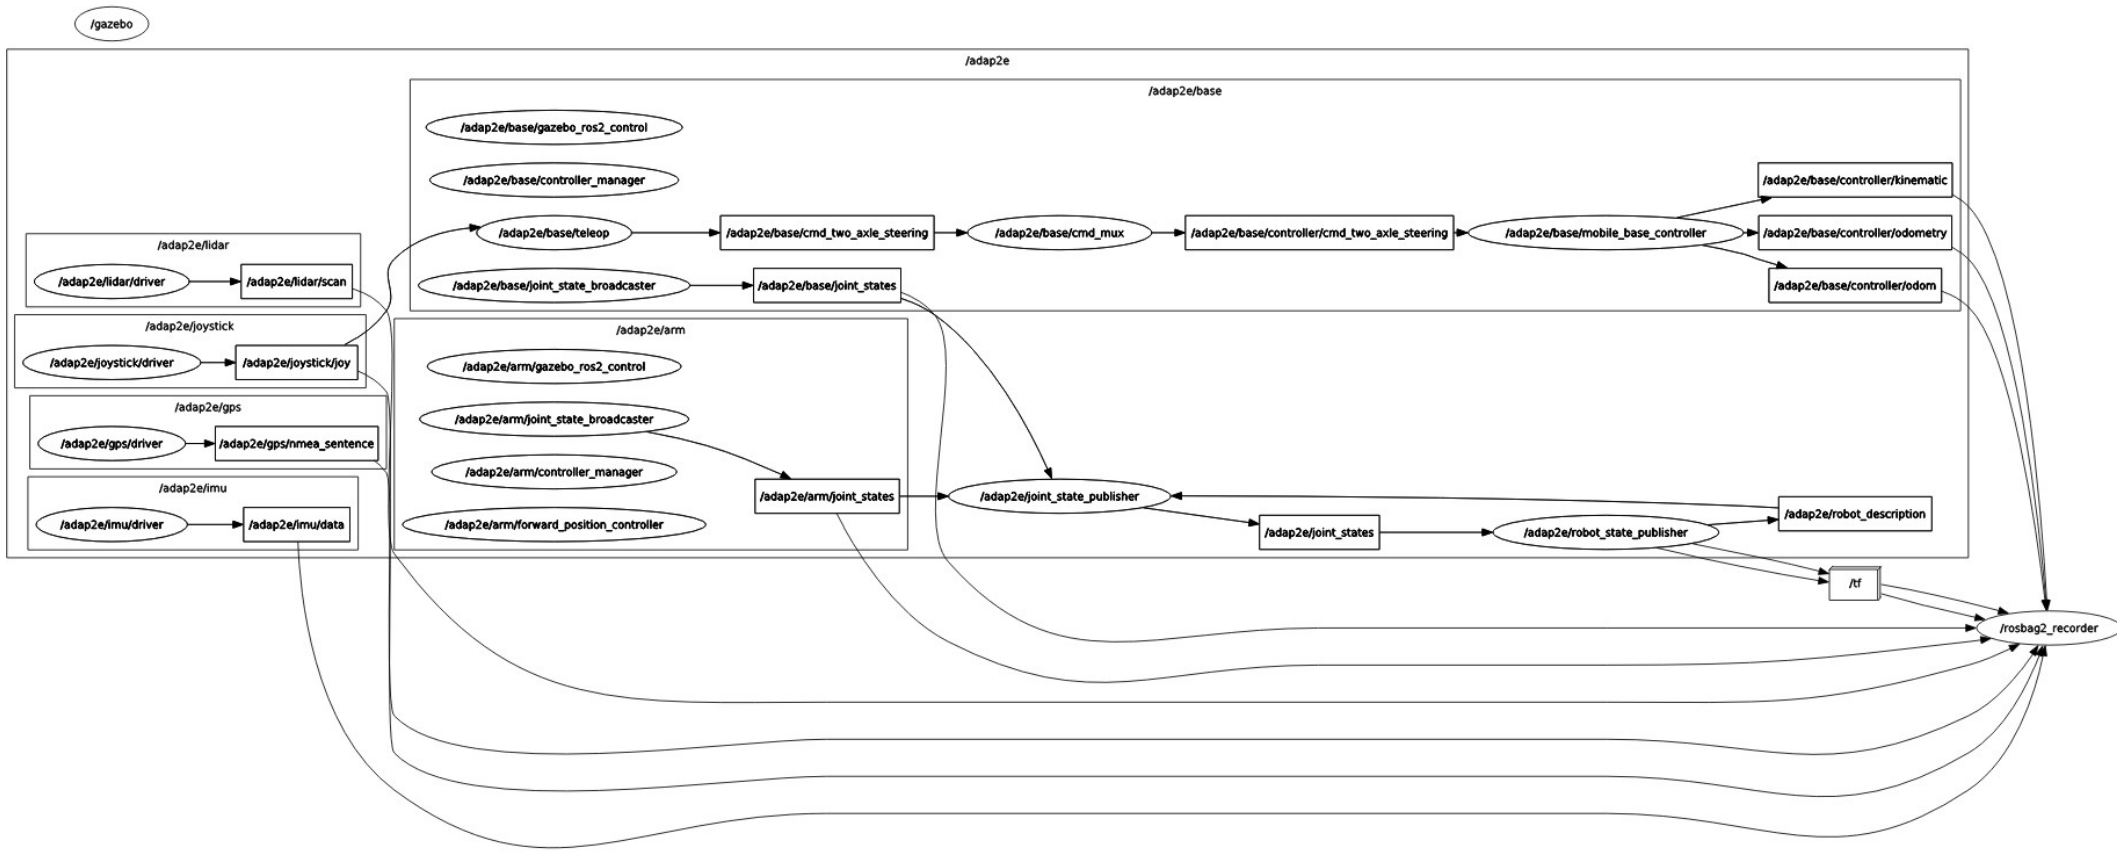 /gazebo
/adap2e
/adap2e/base
/adap2e/base/gazebo_ros2_control
/adap2e/base/controller_manager
/adap2e/base/controller/kinematic
/adap2e/base/teleop
/adap2e/base/cmd_two_axle_steering
/adap2e/base/cmd_mux
/adap2e/base/controller/cmd_two_axle_steering
/adap2e/base/mobile_base_controller
/adap2e/base/controller/odometry
/adap2e/base/joint_state_broadcaster
/adap2e/base/joint_states
/adap2e/base/controller/odom
/adap2e/lidar
/adap2e/lidar/driver
/adap2e/lidar/scan
/adap2e/joystick
/adap2e/joystick/driver
/adap2e/joystick/joy
/adap2e/gps
/adap2e/gps/driver
/adap2e/gps/nmea_sentence
/adap2e/imu
/adap2e/imu/driver
/adap2e/imu/data
/adap2e/arm
/adap2e/arm/gazebo_ros2_control
/adap2e/arm/joint_state_broadcaster
/adap2e/arm/controller_manager
/adap2e/arm/joint_states
/adap2e/arm/forward_position_controller
/adap2e/joint_state_publisher
/adap2e/joint_states
/adap2e/robot_state_publisher
/adap2e/robot_description
/tf
/rosbag2_recorder